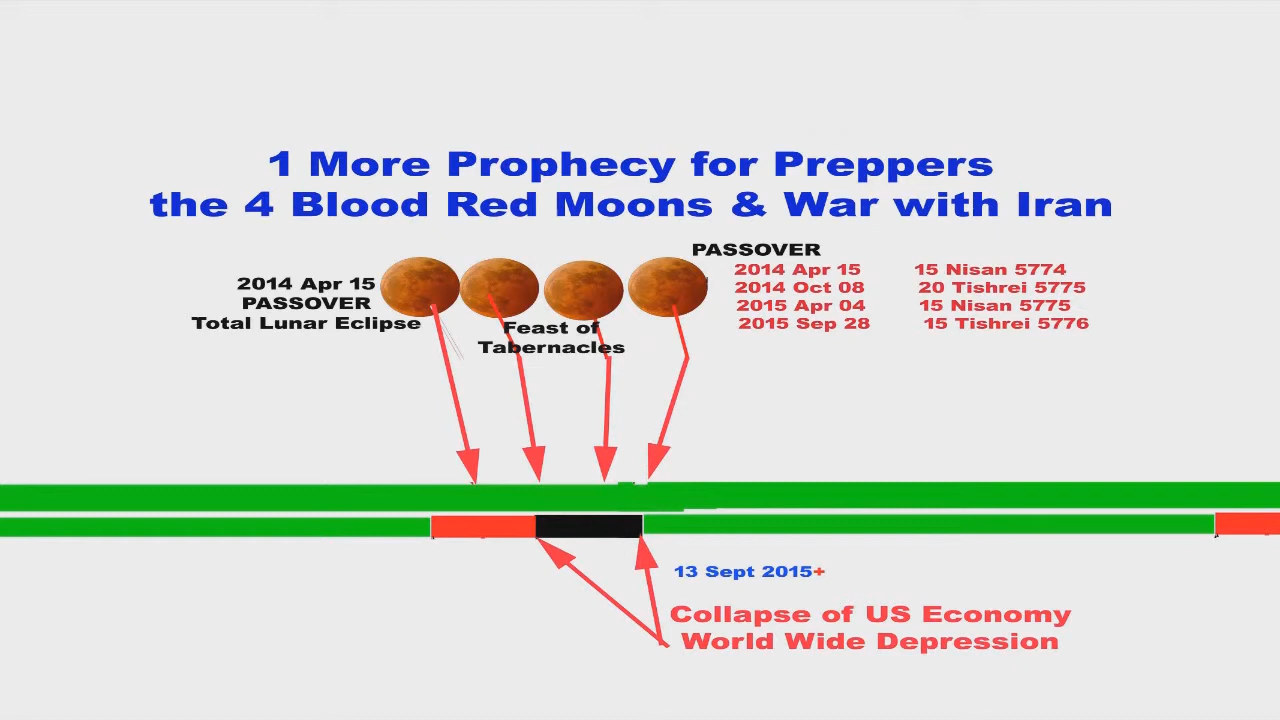 1 More Prophecy for Preppers
the 4 Blood Red Moons & War with Iran
2014 Apr 15
PASSOVER
Total Lunar Eclipse
Feast of
Tabernacles
PASSOVER
2014 Apr 15 15 Nisan 5774
2014 Oct 08 20 Tishrei 5775
2015 Apr 04 15 Nisan 5775
2015 Sep 28 15 Tishrei 5776
13 Sept 2015+
Collapse of US Economy
World Wide Depression